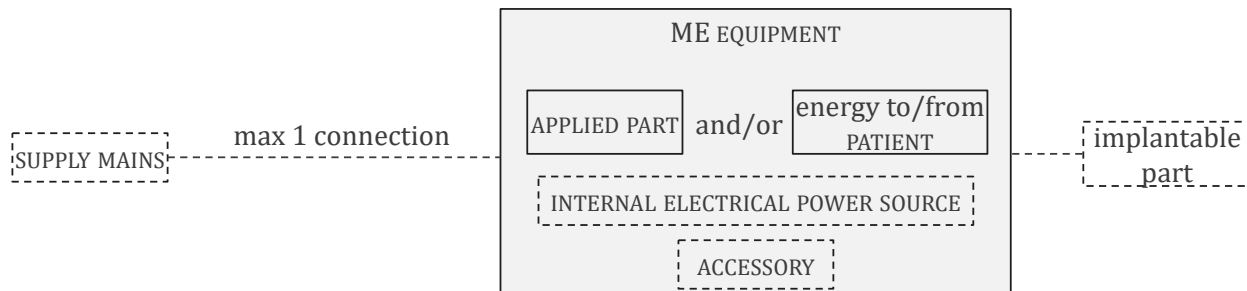 ME EQUIPMENT
SUPPLY MAINS
max 1 connection
APPLIED PART
and/or
energy to/from
PATIENT
implantable
part
INTERNAL ELECTRICAL POWER SOURCE
ACCESSORY